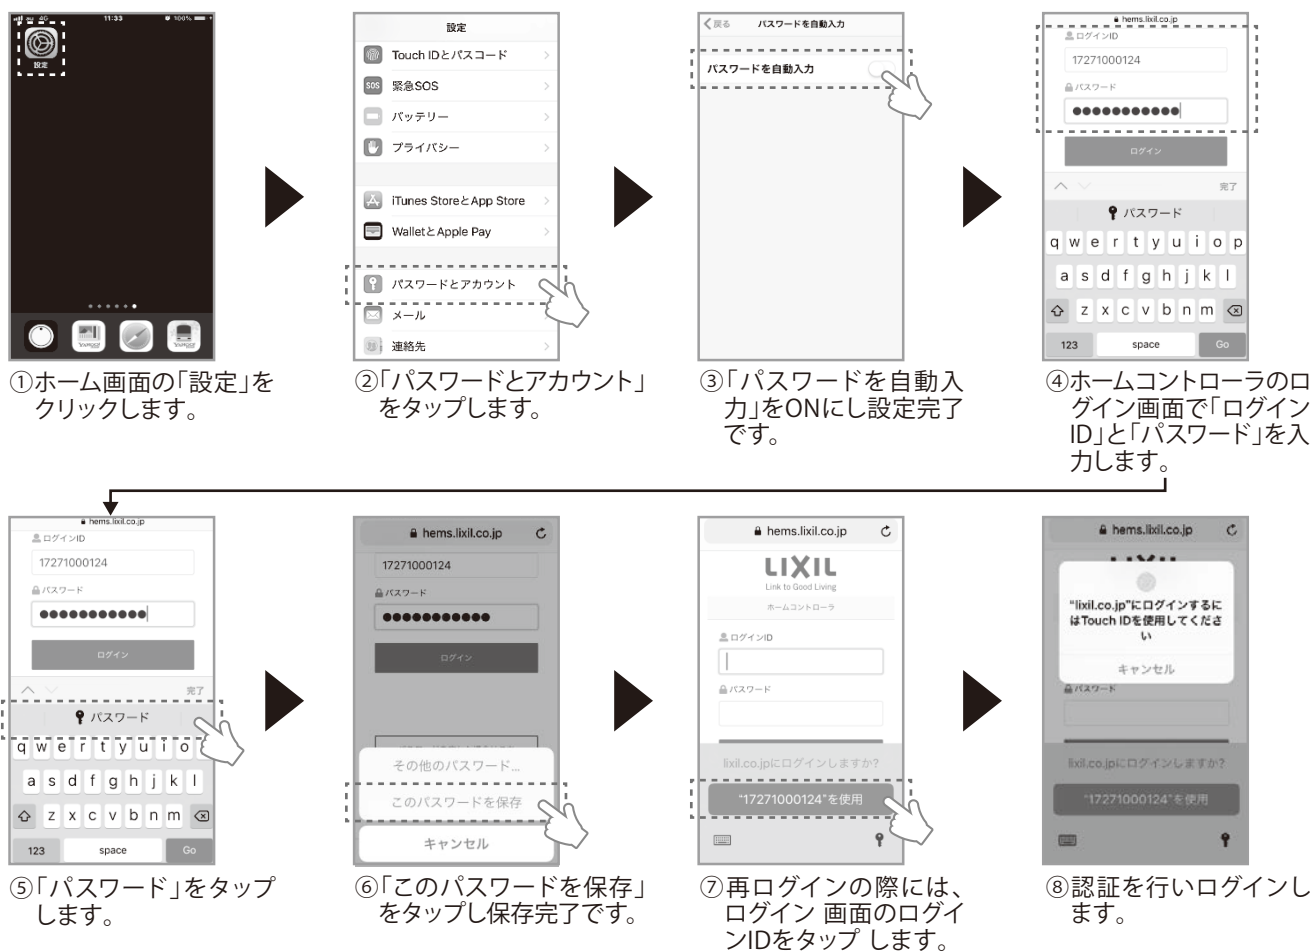 au 4G 11:33 100%
設定
設定
Touch IDとパスコード
SOS 緊急SOS
バッテリー
プライバシー
iTunes StoreとApp Store
WalletとApple Pay
パスワードとアカウント
メール
連絡先
戻る パスワードを自動入力
パスワードを自動入力
hems.lixil.co.jp
ログインID
17271000124
パスワード
●●●●●●●●●●●
ログイン
完了
パスワード
q w e r t y u i o p
a s d f g h j k l
z x c v b n m
123 space Go
①ホーム画面の「設定」を
クリックします。
②「パスワードとアカウント」
をタップします。
③「パスワードを自動入
力」をONにし設定完了
です。
④ホームコントローラのロ
グイン画面で「ログイン
ID」と「パスワード」を入
力します。
hems.lixil.co.jp
ログインID
17271000124
パスワード
●●●●●●●●●●●
ログイン
完了
パスワード
q w e r t y u i o
a s d f g h j k l
z x c v b n m
123 space Go
hems.lixil.co.jp
17271000124
パスワード
●●●●●●●●●●●
ログイン
その他のパスワード...
このパスワードを保存
キャンセル
hems.lixil.co.jp
LIXIL
Link to Good Living
ホームコントローラ
ログインID
パスワード
lixil.co.jpにログインしますか?
"17271000124"を使用
hems.lixil.co.jp
"lixil.co.jp"にログインするに
はTouch IDを使用してくださ
い
キャンセル
パスワード
lixil.co.jpにログインしますか?
"17271000124"を使用
⑤「パスワード」をタップ
します。
⑥「このパスワードを保存」
をタップし保存完了です。
⑦再ログインの際には、
ログイン 画面のログイ
ンIDをタップ します。
⑧認証を行いログインし
ます。